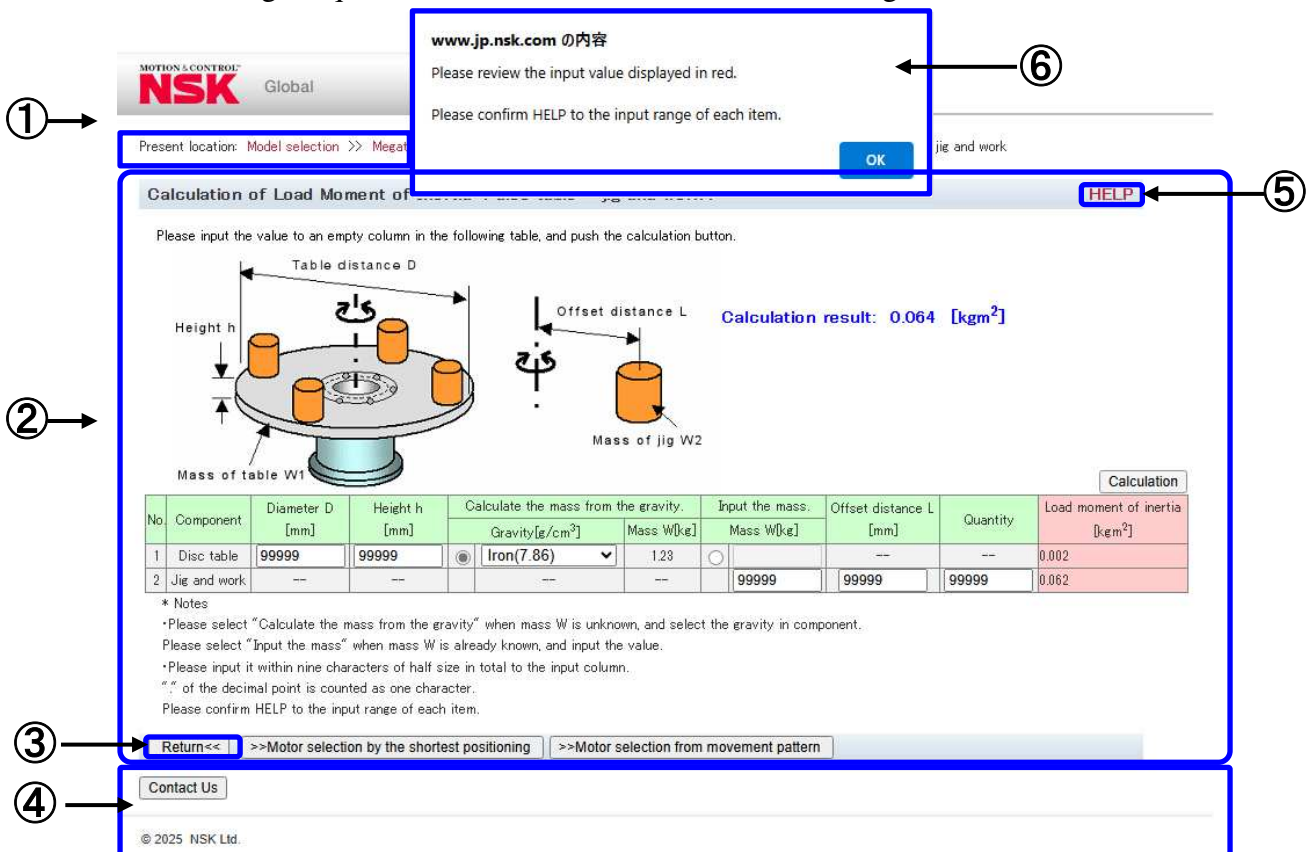 www.jp.nsk.com の内容
Please review the input value displayed in red.
Please confirm HELP to the input range of each item.
OK
⑥
MOTION & CONTROL™
NSK Global
①
Present location: Model selection >> Megat
jig and work
Calculation of Load Moment of
HELP
⑤
Please input the value to an empty column in the following table, and push the calculation button.
Table distance D
Height h
Offset distance L
Calculation result: 0.064 [kgm²]
②
Mass of jig W2
Mass of table W1
Calculation
No. Component Diameter D [mm] Height h [mm] Calculate the mass from the gravity. Gravity[g/cm³] Mass W[kg] Input the mass. Mass W[kg] Offset distance L [mm] Quantity Load moment of inertia [kgm²]
1 Disc table 99999 99999 Iron(7.86) 1.23 -- -- 0.002
2 Jig and work -- -- -- -- 99999 99999 99999 0.062
* Notes
・Please select "Calculate the mass from the gravity" when mass W is unknown, and select the gravity in component.
Please select "Input the mass" when mass W is already known, and input the value.
・Please input it within nine characters of half size in total to the input column.
"." of the decimal point is counted as one character.
Please confirm HELP to the input range of each item.
③
Return<< >>Motor selection by the shortest positioning >>Motor selection from movement pattern
④
Contact Us
© 2025 NSK Ltd.